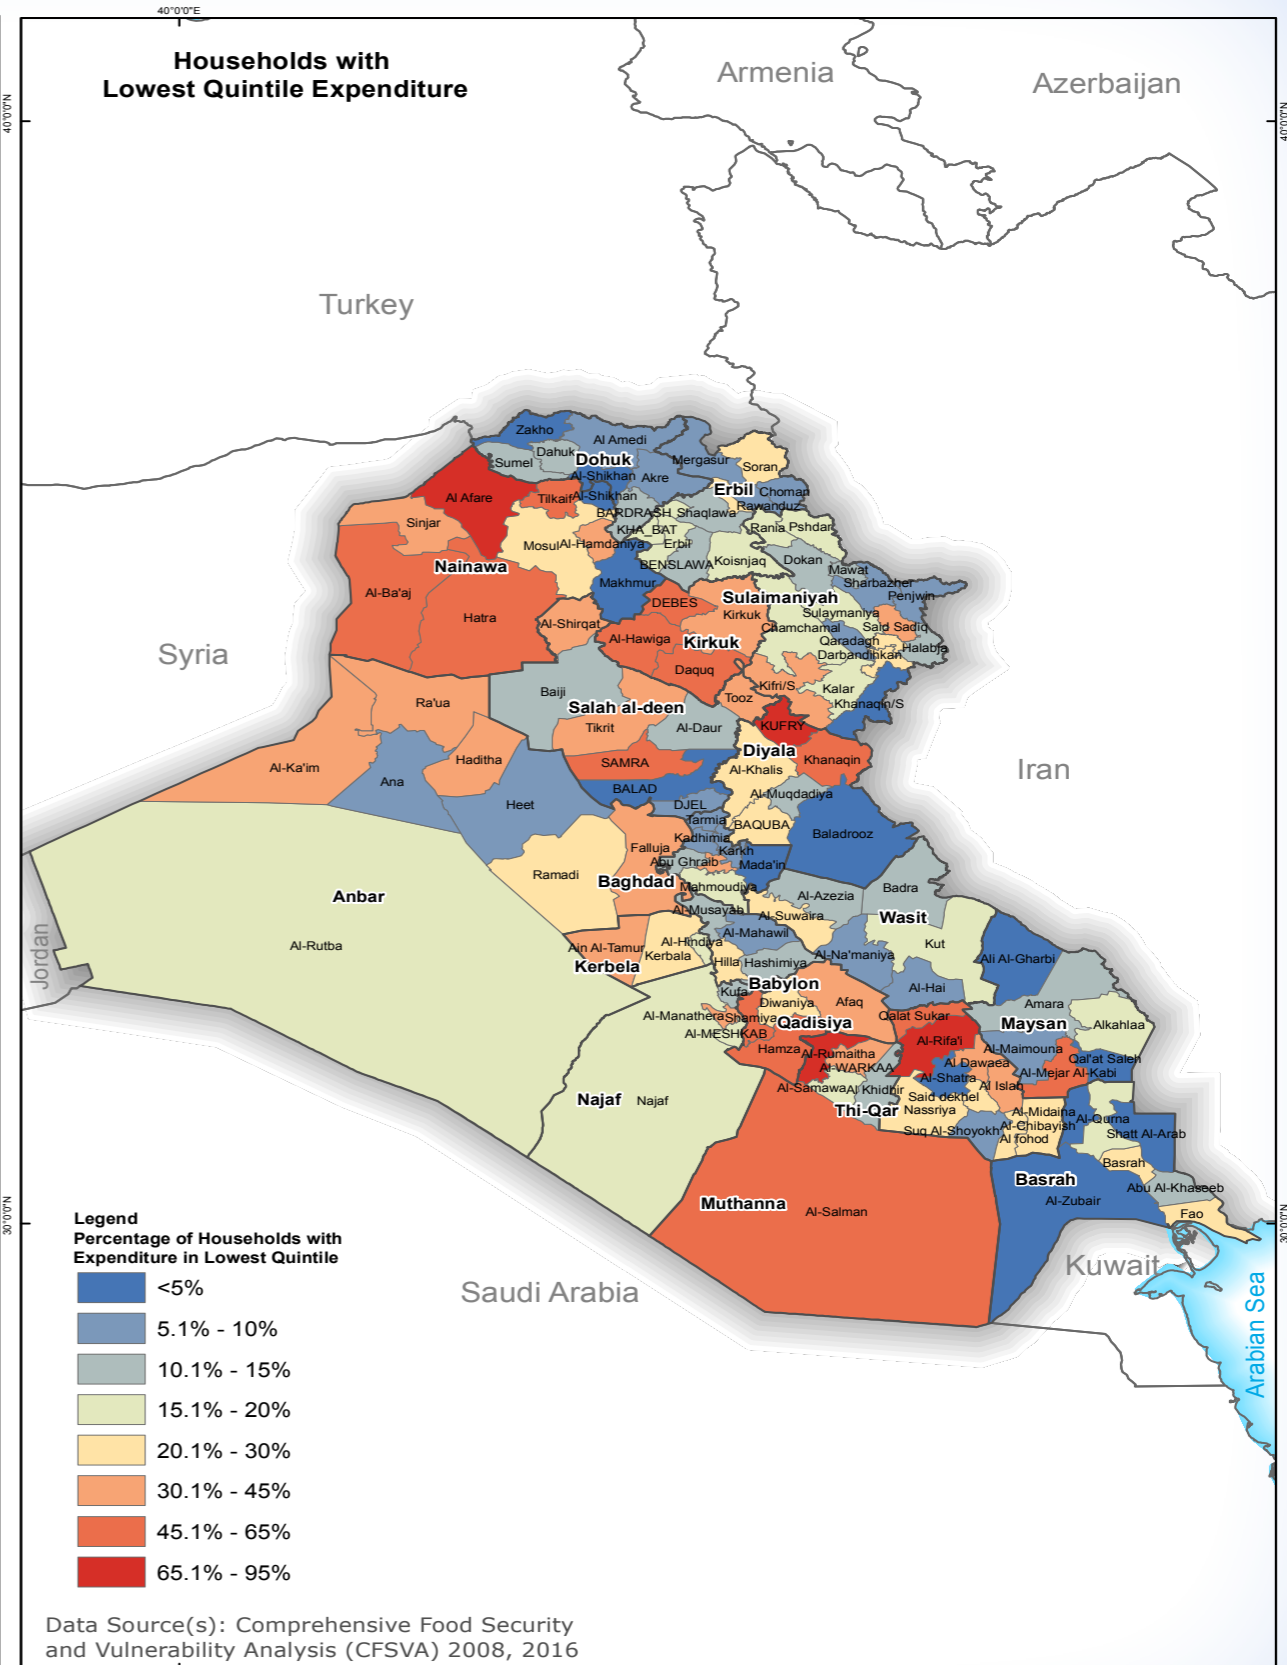 40°0'0"E
Households with
Lowest Quintile Expenditure
Armenia
Azerbaijan
40°0'0"N
40°0'0"N
Turkey
Zakho
Al Amedi
Dahuk
Dohuk
Sumel
Mergasur
Soran
Al-Shikhan
Akre
Erbil
Choman
Al Afare
Tilkaif
Al-Shikhan
Rawanduz
BARDRASH
Shaqlawa
Sinjar
KHA_BAT
Rania
Pshdar
Mosul
Al-Hamdaniya
Erbil
Nainawa
BENSLAWA
Koisnjaq
Dokan
Mawat
Makhmur
Sharbazher
Al-Ba'aj
Penjwin
Sulaimaniyah
DEBES
Hatra
Kirkuk
Sulaymaniya
Al-Shirqat
Chamchamal
Said Sadiq
Al-Hawiga
Kirkuk
Qaradagh
Halabja
Syria
Darbandinkan
Daquq
Baiji
Kifri/S
Kalar
Ra'ua
Salah al-deen
Tooz
Khanaqin/S
Tikrit
Al-Daur
KUFRY
Diyala
Al-Ka'im
Haditha
SAMRA
Khanaqin
Iran
Ana
Al-Khalis
BALAD
Al-Muqdadiya
Heet
DJEL
Tarmia
BAQUBA
Baladrooz
Kadhimia
Falluja
Karkh
Abu Ghraib
Mada'in
Ramadi
Baghdad
Mahmoudiya
Badra
Anbar
Al-Azezia
Al-Musayab
Al-Suwaira
Wasit
Al-Mahawil
Al-Rutba
Ain Al-Tamur
Al-Hindiya
Kut
Jordan
Kerbala
Al-Na'maniya
Ali Al-Gharbi
Kerbela
Hilla
Hashimiya
Babylon
Al-Hai
Kufa
Diwaniya
Afaq
Amara
Al-Manathera
Shamiya
Qadisiya
Qalat Sukar
Maysan
Alkahlaa
Al-MESHKAB
Hamza
Al-Rumaitha
Al-Rifa'i
Al-Maimouna
Al-WARKAA
Al Dawaea
Qal'at Saleh
Al-Shatra
Al-Mejar Al-Kabi
Al-Samawa
Al Khidhir
Al Islah
Najaf
Najaf
Said dekhel
Thi-Qar
Nassriya
Al-Midaina
Al-Qurna
Suq Al-Shoyokh
Al-Chibayish
Shatt Al-Arab
Al fohod
Basrah
Basrah
Abu Al-Khaseeb
Muthanna
Al-Zubair
Al-Salman
Fao
30°0'0"N
30°0'0"N
Kuwait
Saudi Arabia
Arabian Sea
Legend
Percentage of Households with
Expenditure in Lowest Quintile
<5%
5.1% - 10%
10.1% - 15%
15.1% - 20%
20.1% - 30%
30.1% - 45%
45.1% - 65%
65.1% - 95%
Data Source(s): Comprehensive Food Security
and Vulnerability Analysis (CFSVA) 2008, 2016